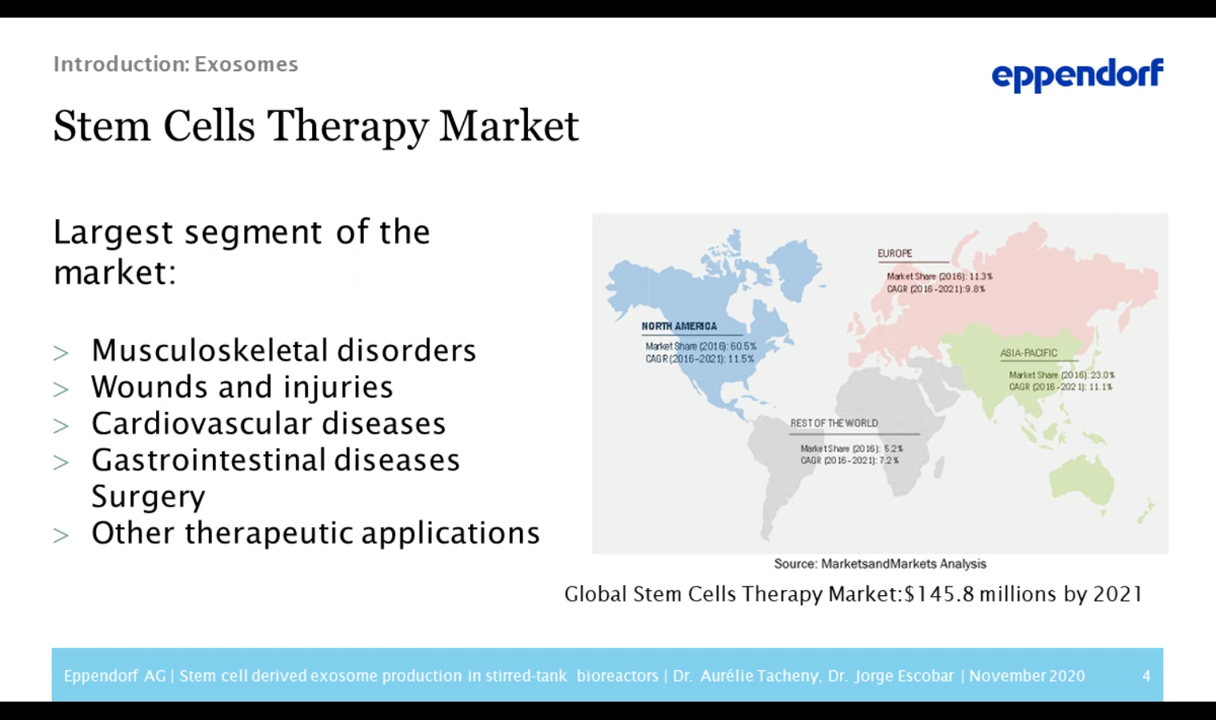 Introduction: Exosomes
eppendorf
Stem Cells Therapy Market
Largest segment of the
market:
> Musculoskeletal disorders
> Wounds and injuries
> Cardiovascular diseases
> Gastrointestinal diseases
Surgery
> Other therapeutic applications
EUROPE
Market Share (2016): 11.3%
CAGR (2016-2021): 9.8%
NORTH AMERICA
Market Share (2016): 60.5%
CAGR (2016-2021): 11.5%
ASIA-PACIFIC
Market Share (2016): 23.0%
CAGR (2016-2021): 11.1%
REST OF THE WORLD
Market Share (2016): 5.2%
CAGR (2016-2021): 7.2%
Source: MarketsandMarkets Analysis
Global Stem Cells Therapy Market:$145.8 millions by 2021
Eppendorf AG | Stem cell derived exosome production in stirred-tank bioreactors | Dr. Aurélie Tacheny, Dr. Jorge Escobar | November 2020 4